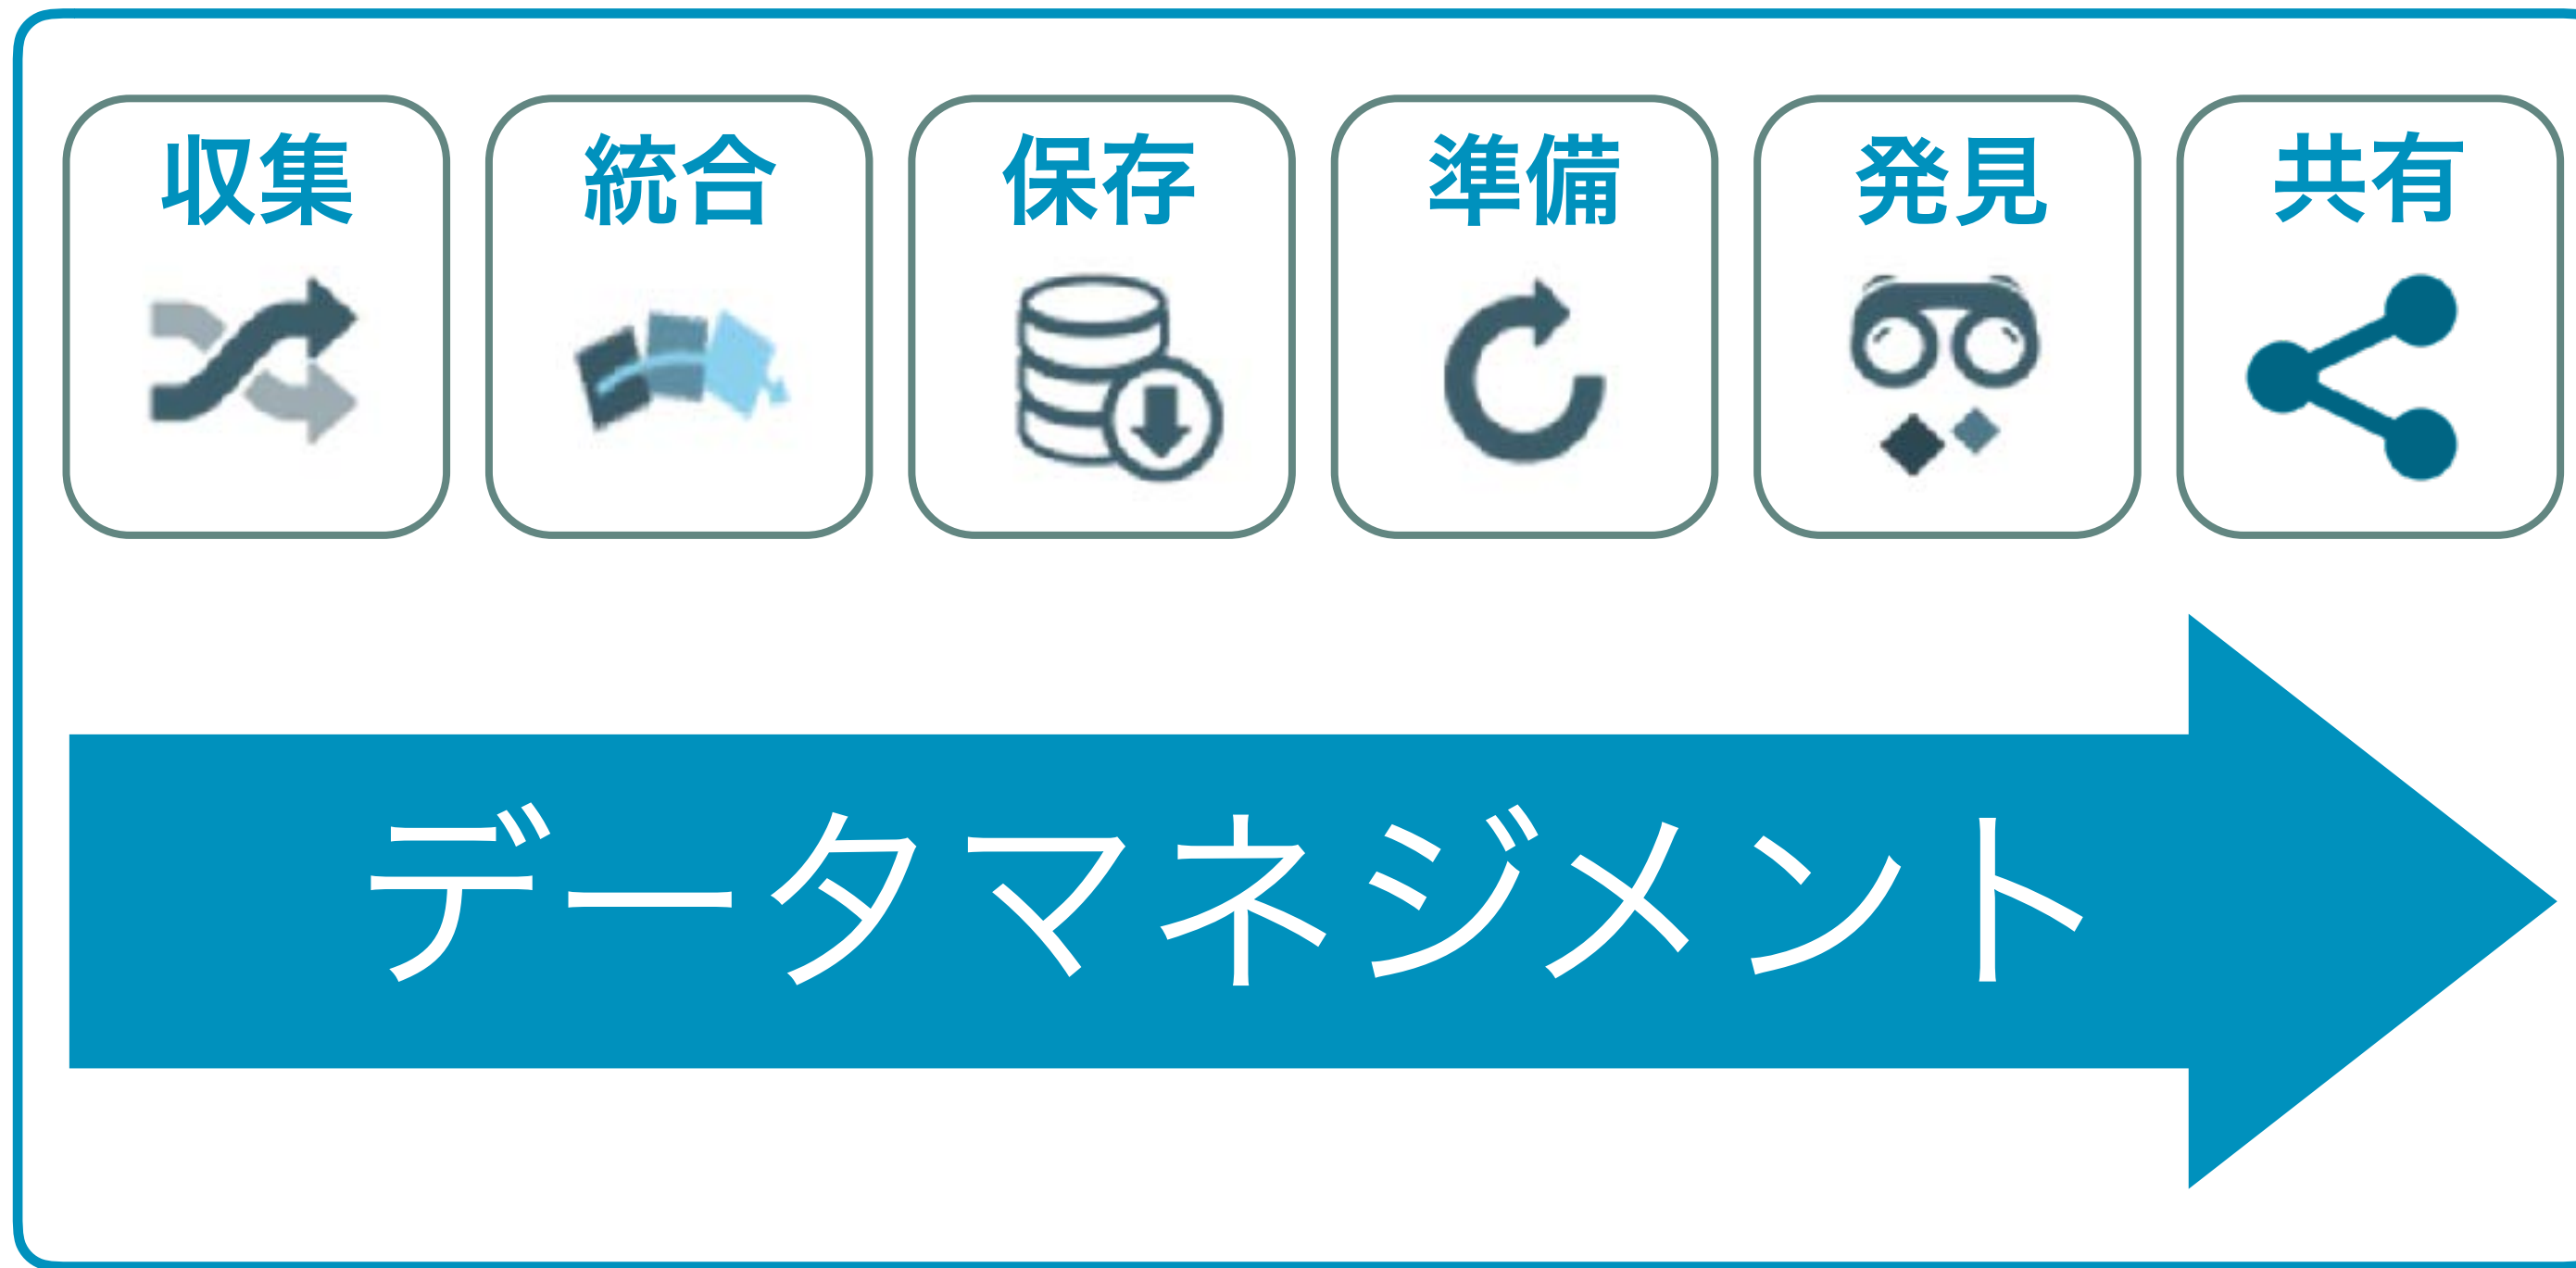 収集
統合
保存
準備
発見
共有
データマネジメント